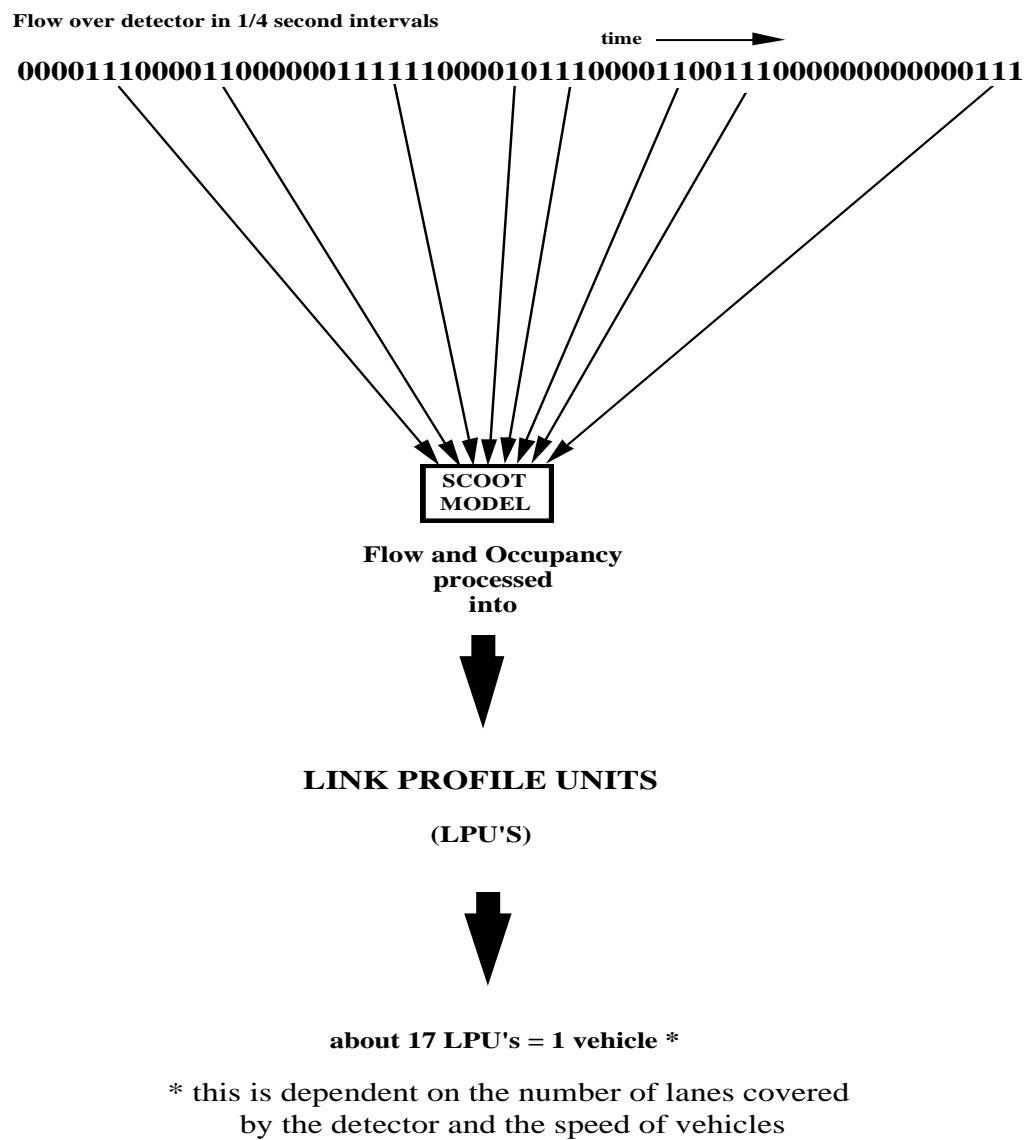 Flow over detector in 1/4 second intervals
time
000011100001100000011111100001011100001100111000000000000111
SCOOT
MODEL
Flow and Occupancy
processed
into
LINK PROFILE UNITS
(LPU'S)
about 17 LPU's = 1 vehicle *
* this is dependent on the number of lanes covered
by the detector and the speed of vehicles